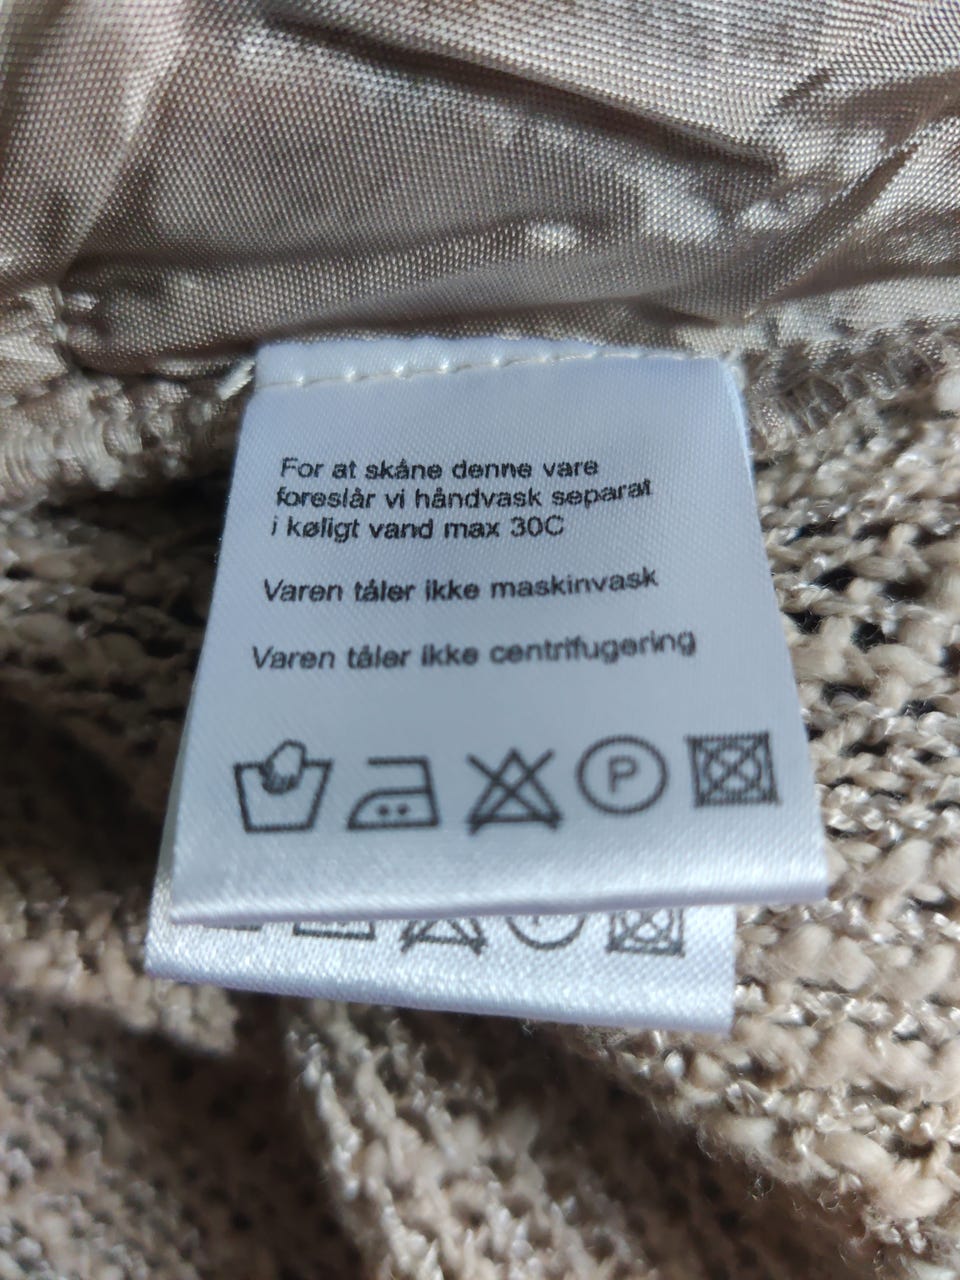 For at skåne denne vare
foreslår vi håndvask separat
i køligt vand max 30C
Varen tåler ikke maskinvask
Varen tåler ikke centrifugering
P